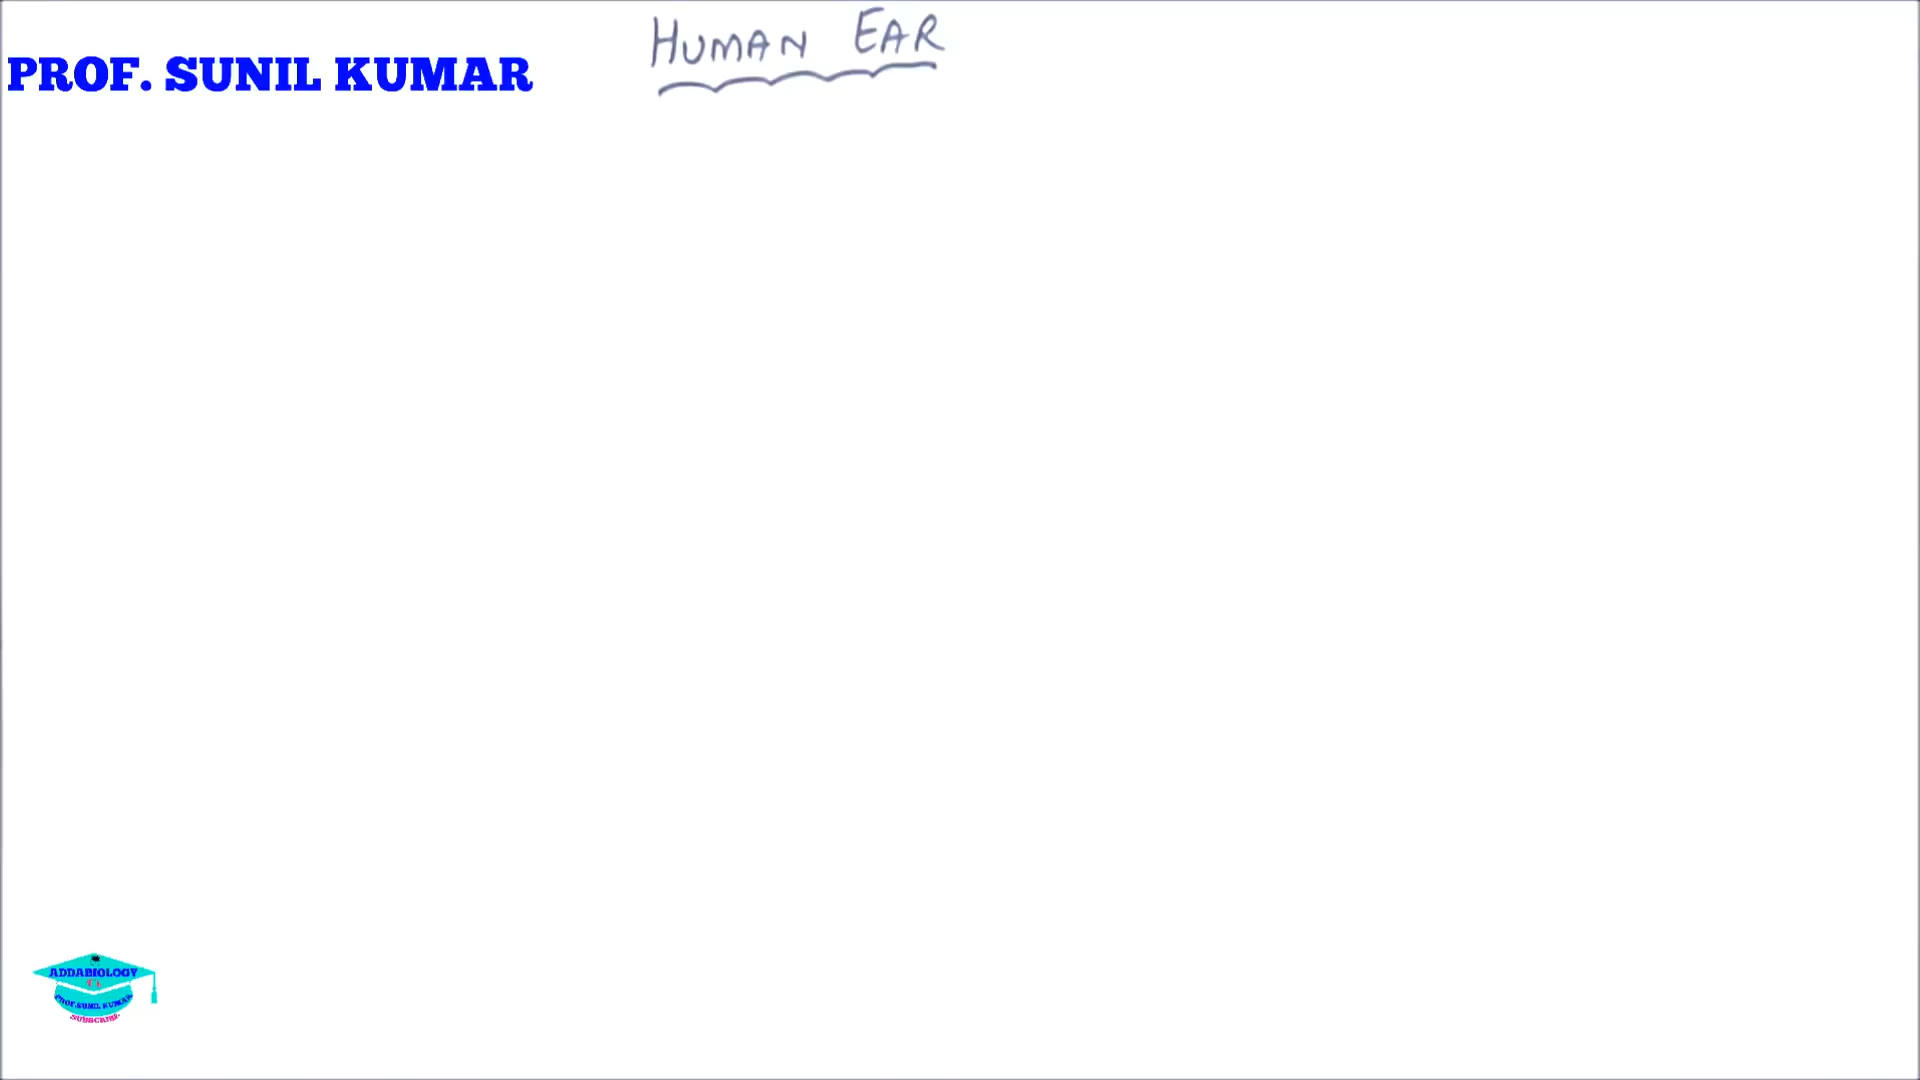 HUMAN EAR
PROF. SUNIL KUMAR
ADDABIOLOGY
PROF.SUNIL KUMAR
SUBSCRIBE